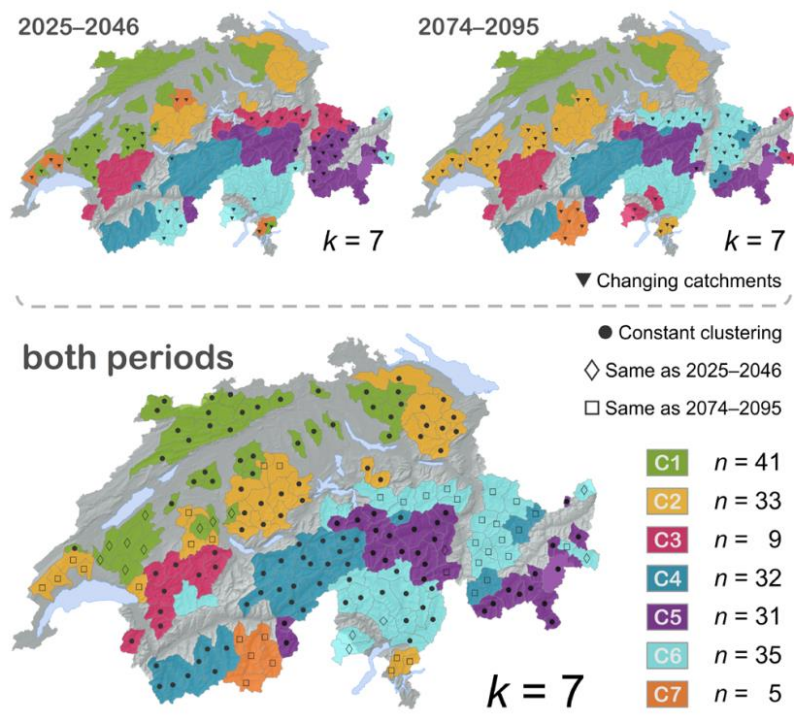 2025–2046
2074–2095
k = 7
k = 7
Changing catchments
both periods
Constant clustering
Same as 2025–2046
Same as 2074–2095
C1 n = 41
C2 n = 33
C3 n = 9
C4 n = 32
C5 n = 31
C6 n = 35
C7 n = 5
k = 7